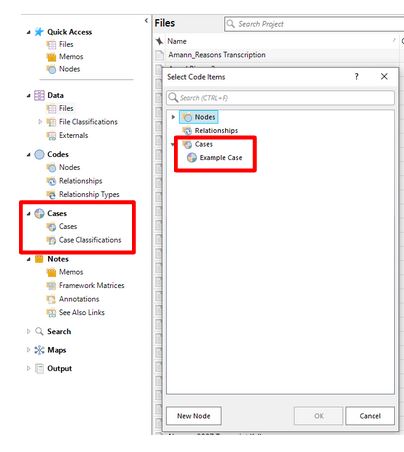 Quick Access
Files
Memos
Nodes
Data
Files
File Classifications
Externals
Codes
Nodes
Relationships
Relationship Types
Cases
Cases
Case Classifications
Notes
Memos
Framework Matrices
Annotations
See Also Links
Search
Maps
Output
Files
Search Project
Name
Amann_Reasons Transcription
Select Code Items
?
Search (CTRL+F)
Nodes
Relationships
Cases
Example Case
New Node
OK
Cancel